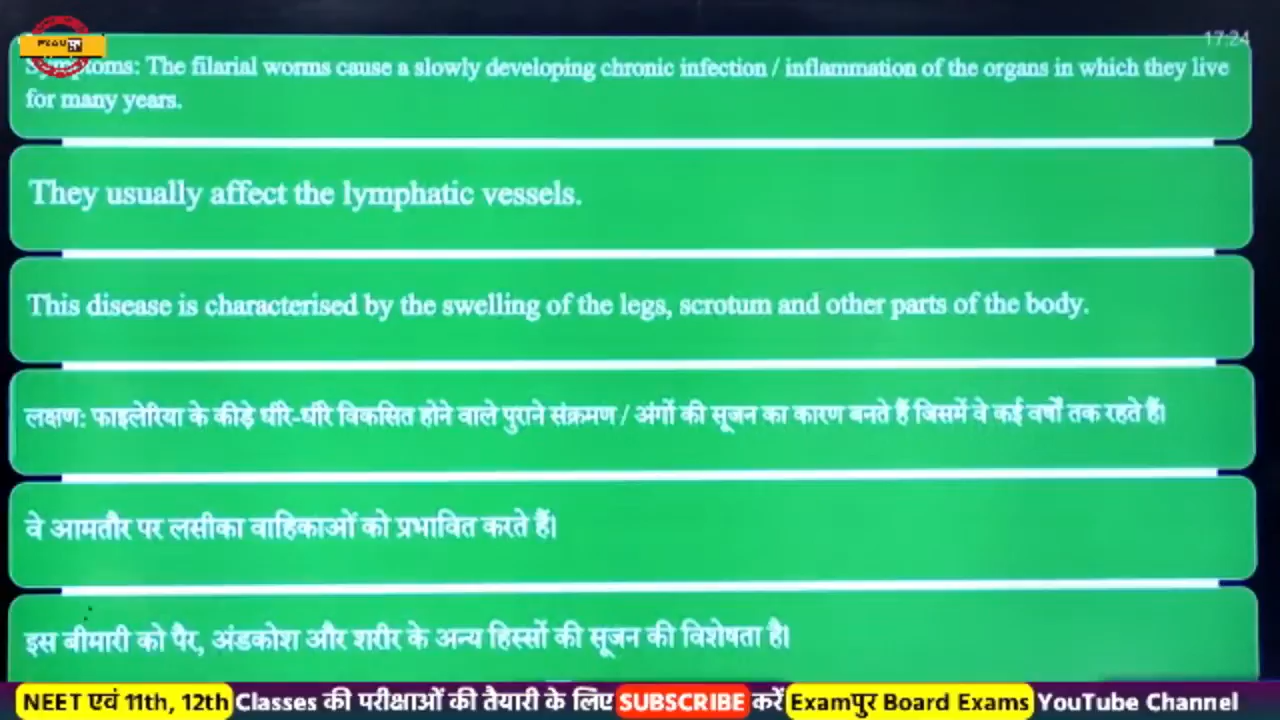 17:24
Symptoms: The filarial worms cause a slowly developing chronic infection / inflammation of the organs in which they live
for many years.
They usually affect the lymphatic vessels.
This disease is characterised by the swelling of the legs, scrotum and other parts of the body.
लक्षण: फाइलेरिया के कीड़े धीरे-धीरे विकसित होने वाले पुराने संक्रमण / अंगों की सूजन का कारण बनते हैं जिसमें वे कई वर्षों तक रहते हैं।
वे आमतौर पर लसीका वाहिकाओं को प्रभावित करते हैं।
इस बीमारी को पैर, अंडकोश और शरीर के अन्य हिस्सों की सूजन की विशेषता है।
NEET एवं 11th, 12th Classes की परीक्षाओं की तैयारी के लिए SUBSCRIBE करें Examपुर Board Exams YouTube Channel